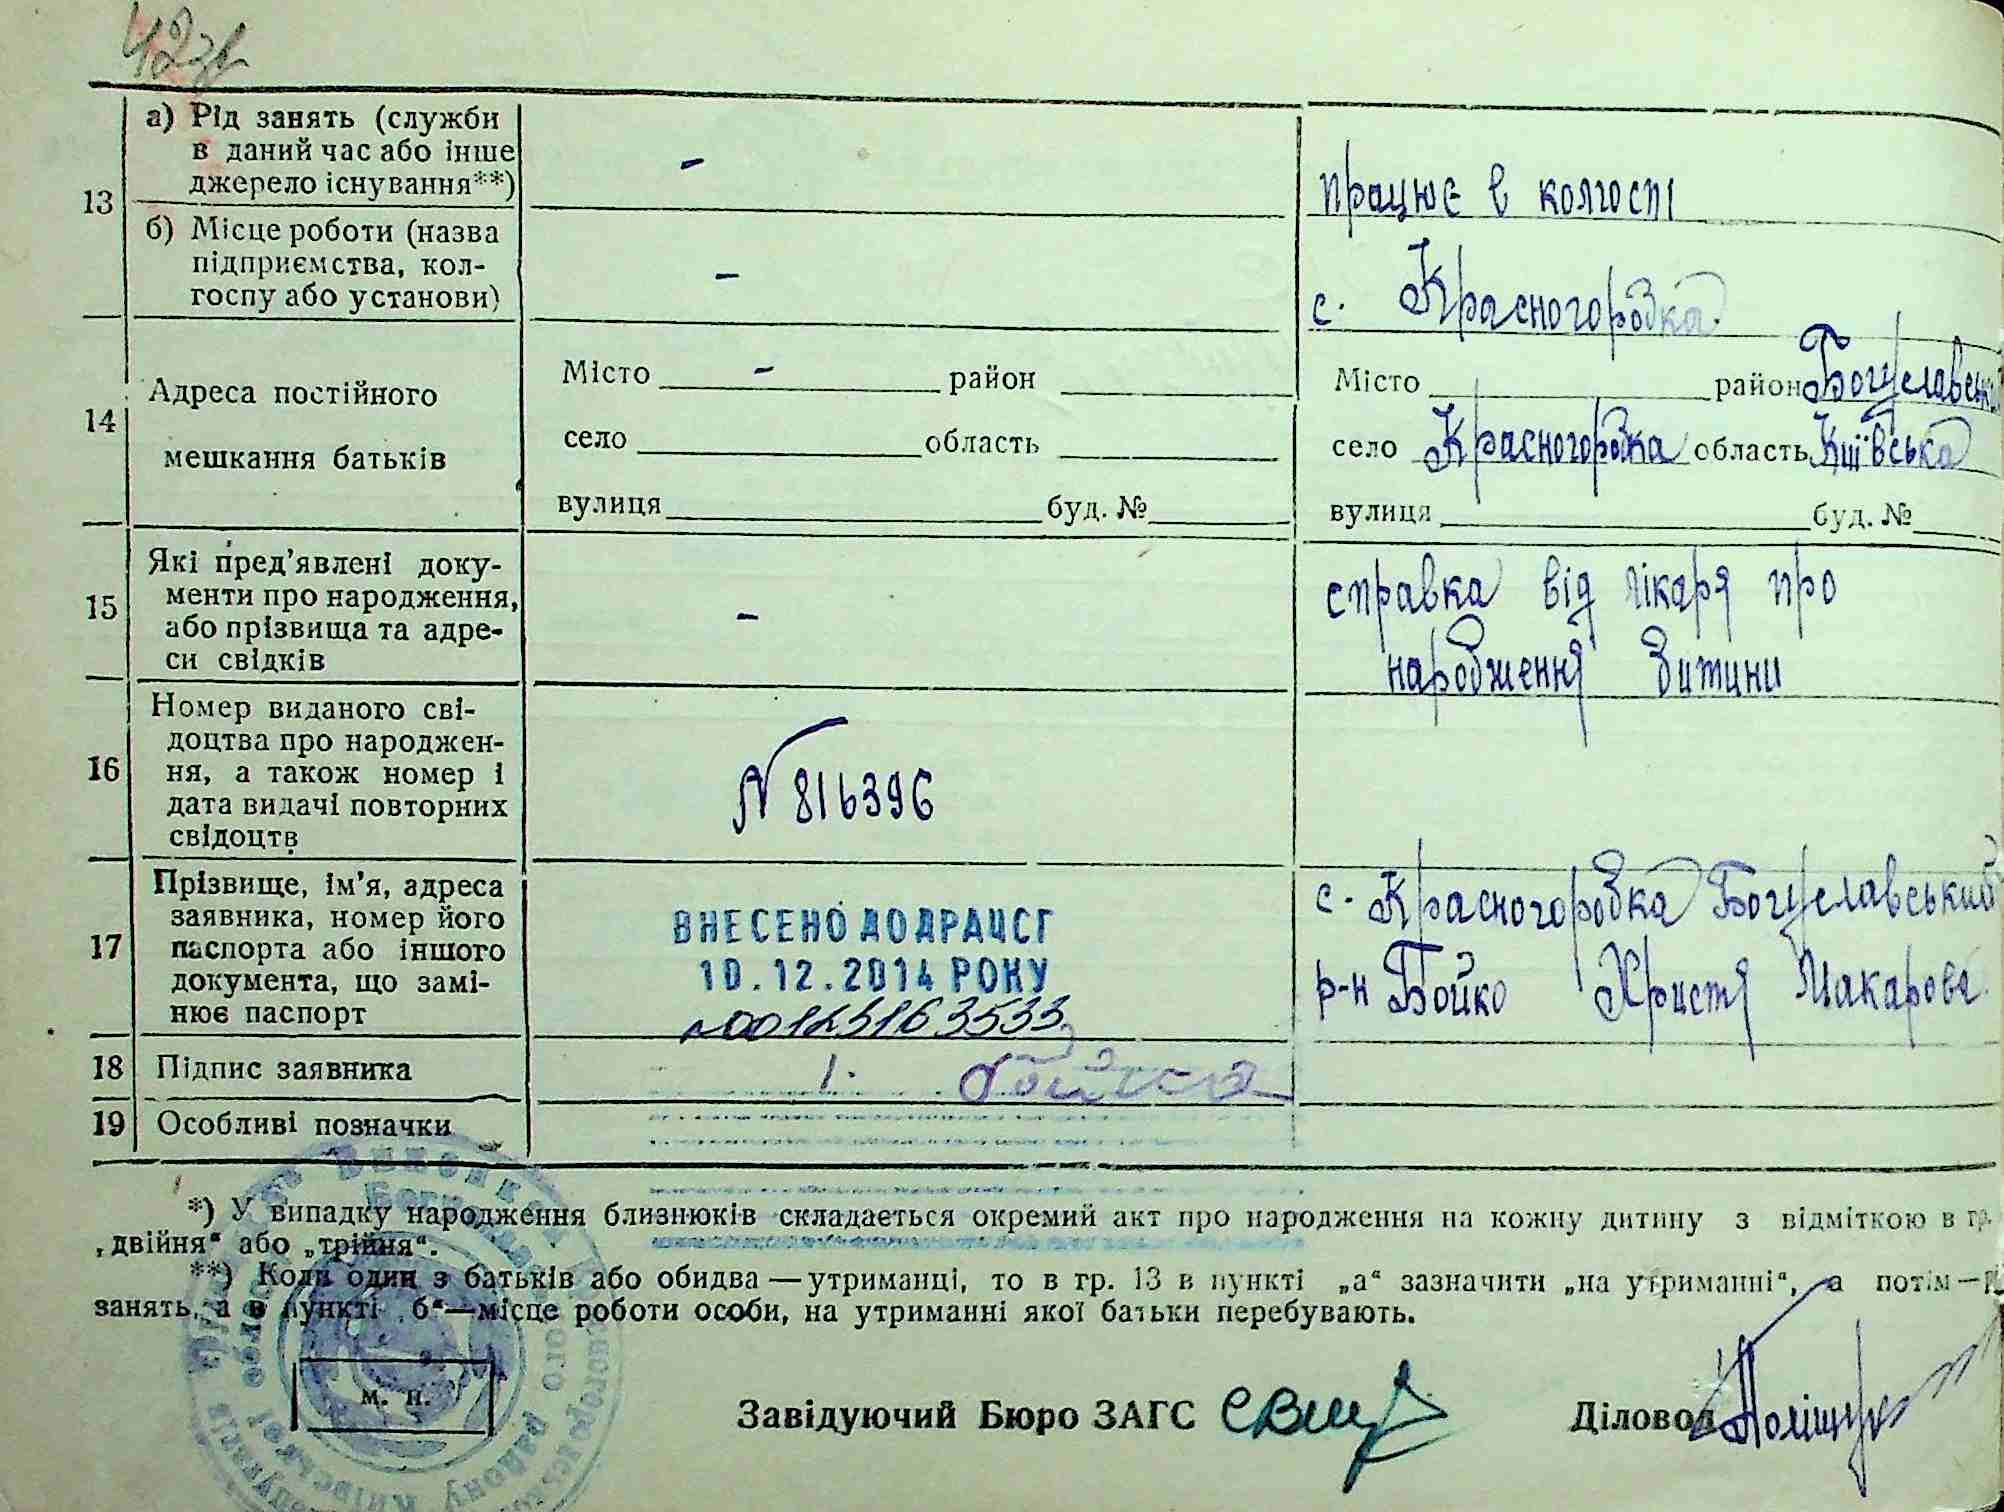 42 зв
13
а) Рід занять (служби
в даний час або інше
джерело існування**)
-
працює в колгоспі
б) Місце роботи (назва
підприємства, кол-
госпу або установи)
-
с. Красногородка
14
Адреса постійного
мешкання батьків
Місто - район
село область
вулиця буд. №
Місто район Богуславськ
село Красногородка область Київська
вулиця буд. №
15
Які пред'явлені доку-
менти про народження,
або прізвища та адре-
си свідків
-
справка від лікаря про
народження дитини
16
Номер виданого сві-
доцтва про народжен-
ня, а також номер і
дата видачі повторних
свідоцтв
N 816396
17
Прізвище, ім'я, адреса
заявника, номер його
паспорта або іншого
документа, що замі-
нює паспорт
ВНЕСЕНО ДО ДРАЦСГ
10.12.2014 РОКУ
№00125163533
с. Красногородка Богуславський
р-н Бойко Христя Макаров
18
Підпис заявника
1. Бойко
19
Особливі позначки
*) У випадку народження близнюків складається окремий акт про народження на кожну дитину з відміткою в гр.
„двійня“ або „трійня“.
**) Коли один з батьків або обидва — утриманці, то в гр. 13 в пункті „а“ зазначити „на утриманні“, а потім — р
занять, а в пункті „б“ — місце роботи особи, на утриманні якої батьки перебувають.
м. п.
Завідуючий Бюро ЗАГС
Діловод Поліщук